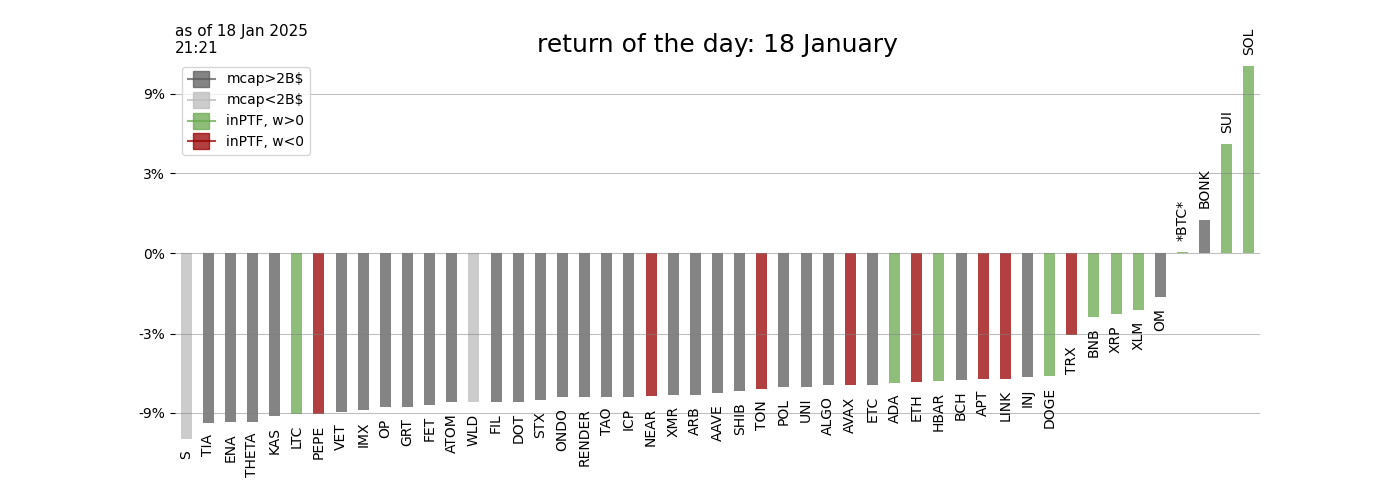 as of 18 Jan 2025
21:21
return of the day: 18 January
mcap>2B$
mcap<2B$
inPTF, w>0
inPTF, w<0
9%
3%
0%
-3%
-9%
S
TIA
ENA
THETA
KAS
LTC
PEPE
VET
IMX
OP
GRT
FET
ATOM
WLD
FIL
DOT
STX
ONDO
RENDER
TAO
ICP
NEAR
XMR
ARB
AAVE
SHIB
TON
POL
UNI
ALGO
AVAX
ETC
ADA
ETH
HBAR
BCH
APT
LINK
INJ
DOGE
TRX
BNB
XRP
XLM
OM
*BTC*
BONK
SUI
SOL